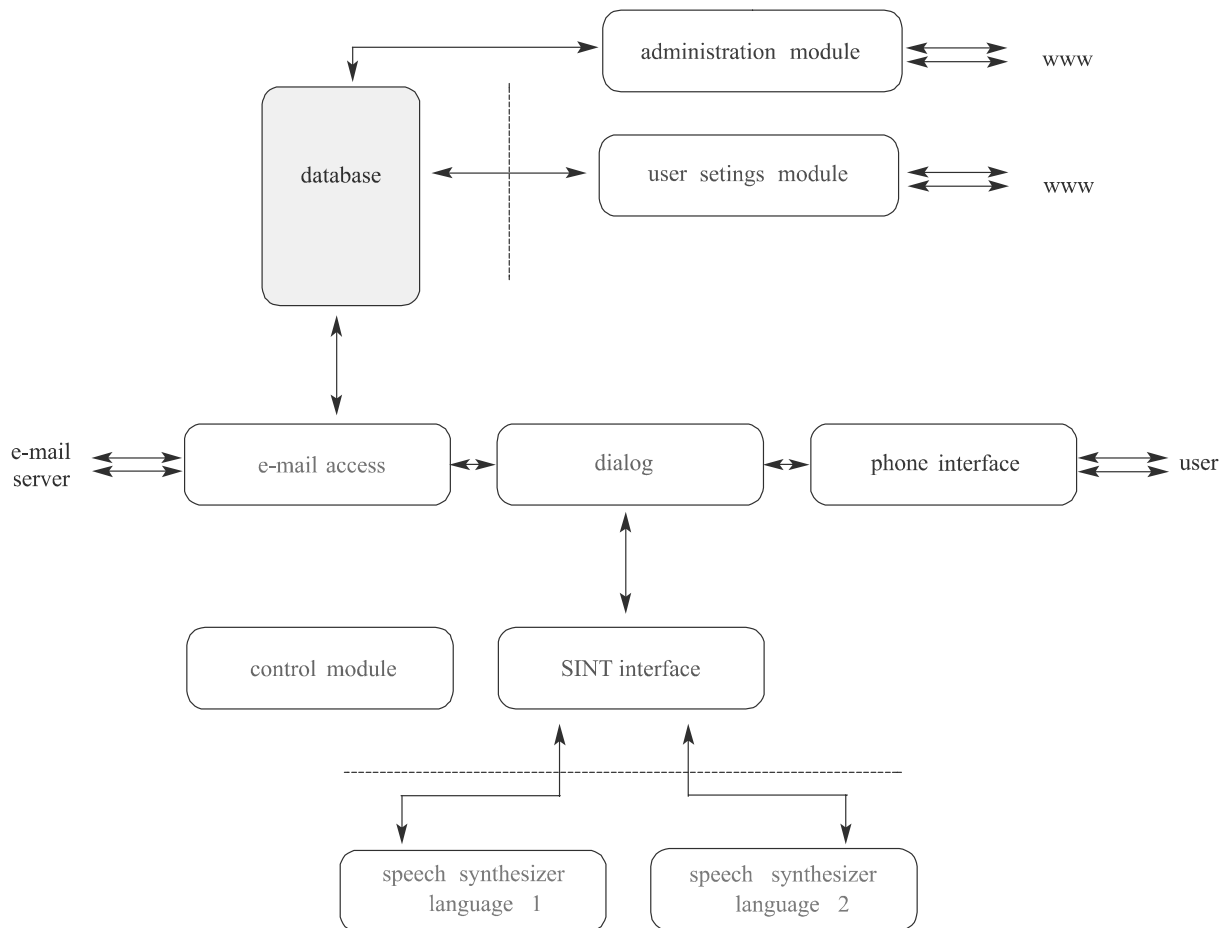 administration module
www
database
user setings module
www
e-mail
server
e-mail access
dialog
phone interface
user
control module
SINT interface
speech synthesizer
language 1
speech synthesizer
language 2